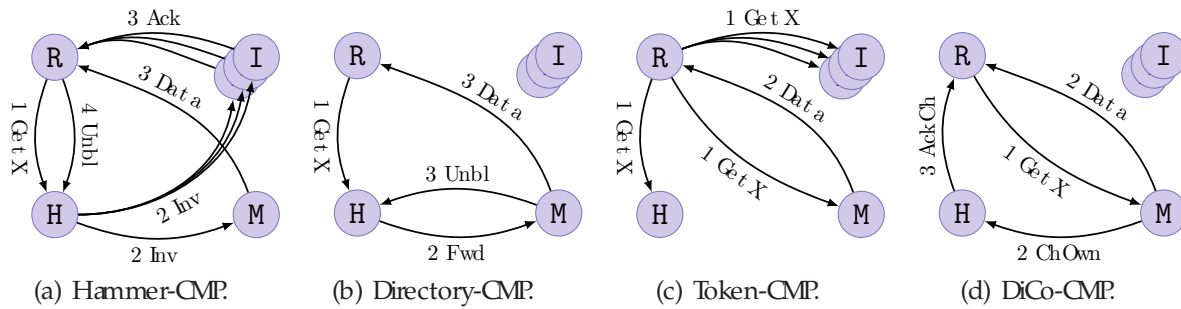 3 Ack
R
I
3 Data
1 GetX
4 Unbl
2 Inv
H
M
2 Inv
(a) Hammer-CMP.
R
I
3 Data
1 GetX
3 Unbl
H
M
2 Fwd
(b) Directory-CMP.
1 GetX
R
I
2 Data
1 GetX
1 GetX
H
M
(c) Token-CMP.
R
I
2 Data
3 AckCh
1 GetX
H
M
2 ChOwn
(d) DiCo-CMP.